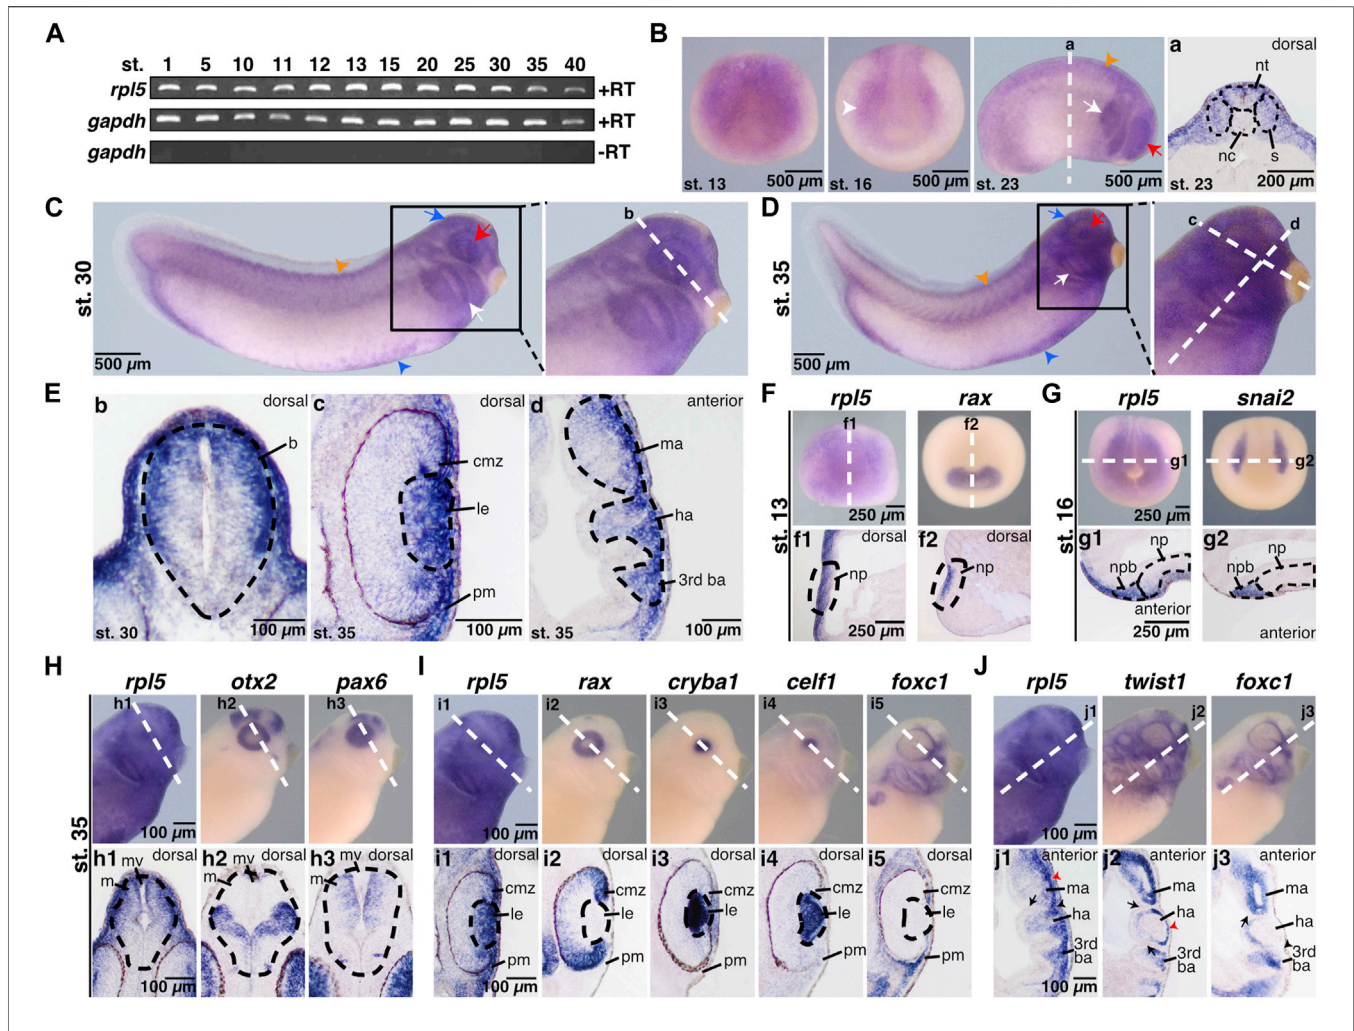 A
st. 1 5 10 11 12 13 15 20 25 30 35 40
rpl5 +RT
gapdh +RT
gapdh -RT
B
st. 13 500 µm
st. 16 500 µm
a
st. 23 500 µm
a dorsal
nt
nc s
st. 23 200 µm
C
st. 30
500 µm
b
D
st. 35
500 µm
c d
E
b dorsal
b
st. 30 100 µm
c dorsal
cmz
le
pm
st. 35 100 µm
d anterior
ma
ha
3rd ba
st. 35 100 µm
F
rpl5 rax
st. 13
f1 f2
250 µm 250 µm
f1 dorsal
np
250 µm
f2 dorsal
np
250 µm
G
rpl5 snai2
st. 16
g1 g2
250 µm
g1
np
npb
anterior
250 µm
g2
np
npb
anterior
H
rpl5 otx2 pax6
st. 35
h1 h2 h3
100 µm
h1 dorsal
mv
m
100 µm
h2 dorsal
mv
m
h3 dorsal
mv
m
I
rpl5 rax cryba1 celf1 foxc1
i1 i2 i3 i4 i5
100 µm
i1 dorsal
cmz
le
pm
100 µm
i2 dorsal
cmz
le
pm
i3 dorsal
cmz
le
pm
i4 dorsal
cmz
le
pm
i5 dorsal
cmz
le
pm
J
rpl5 twist1 foxc1
j1 j2 j3
100 µm
j1 anterior
ma
ha
3rd
ba
100 µm
j2 anterior
ma
ha
3rd
ba
j3 anterior
ma
ha
3rd
ba